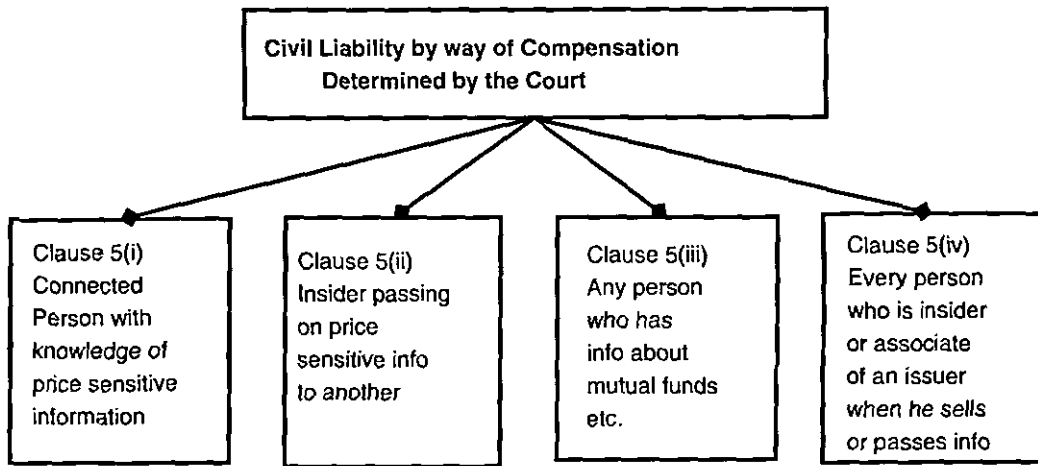 Civil Liability by way of Compensation
Determined by the Court
Clause 5(i)
Connected
Person with
knowledge of
price sensitive
information
Clause 5(ii)
Insider passing
on price
sensitive info
to another
Clause 5(iii)
Any person
who has
info about
mutual funds
etc.
Clause 5(iv)
Every person
who is insider
or associate
of an issuer
when he sells
or passes info